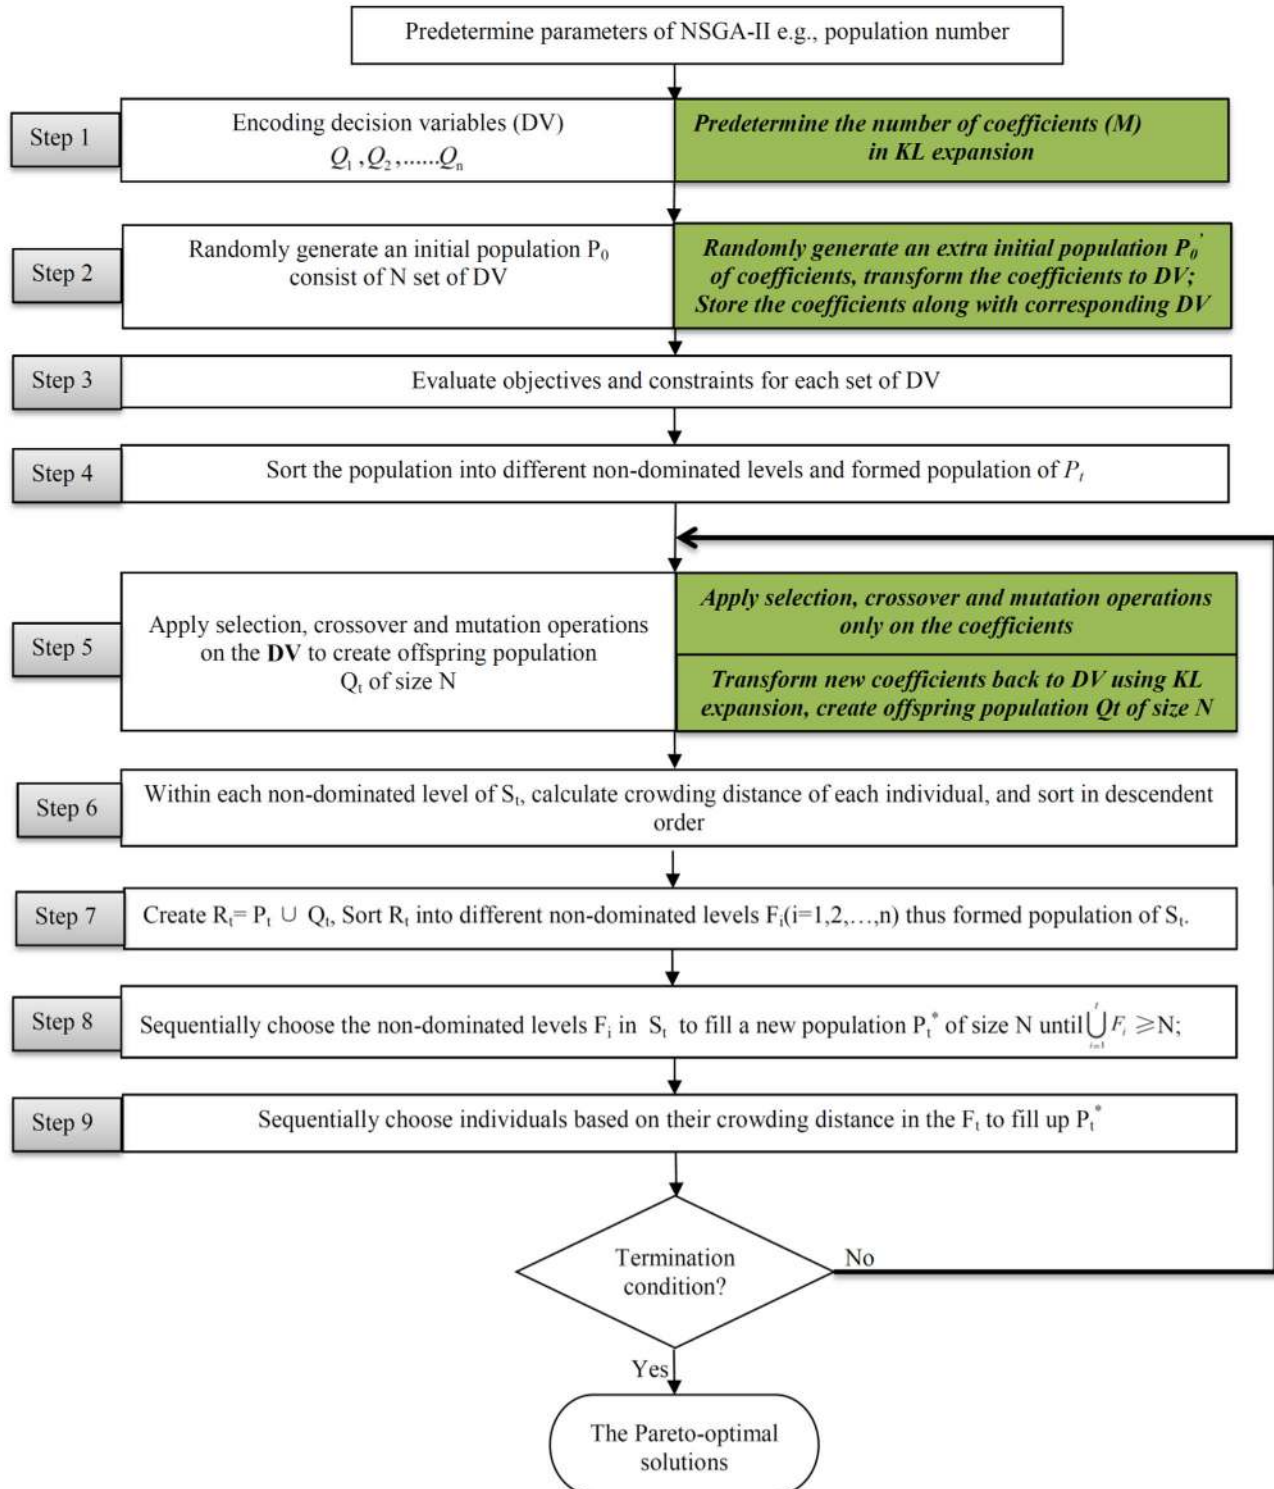 Predetermine parameters of NSGA-II e.g., population number
Step 1
Encoding decision variables (DV)
Q₁ ,Q₂ ,......Qₙ
Predetermine the number of coefficients (M)
in KL expansion
Step 2
Randomly generate an initial population P₀
consist of N set of DV
Randomly generate an extra initial population P₀'
of coefficients, transform the coefficients to DV;
Store the coefficients along with corresponding DV
Step 3
Evaluate objectives and constraints for each set of DV
Step 4
Sort the population into different non-dominated levels and formed population of Pₜ
Step 5
Apply selection, crossover and mutation operations
on the DV to create offspring population
Qₜ of size N
Apply selection, crossover and mutation operations
only on the coefficients
Transform new coefficients back to DV using KL
expansion, create offspring population Qt of size N
Step 6
Within each non-dominated level of Sₜ, calculate crowding distance of each individual, and sort in descendent
order
Step 7
Create Rₜ= Pₜ ∪ Qₜ, Sort Rₜ into different non-dominated levels Fᵢ(i=1,2,…,n) thus formed population of Sₜ.
Step 8
Sequentially choose the non-dominated levels Fᵢ in Sₜ to fill a new population Pₜ* of size N until ⋃ᵢ₌₁ᵗ Fᵢ ⩾N;
Step 9
Sequentially choose individuals based on their crowding distance in the Fₜ to fill up Pₜ*
Termination
condition?
No
Yes
The Pareto-optimal
solutions